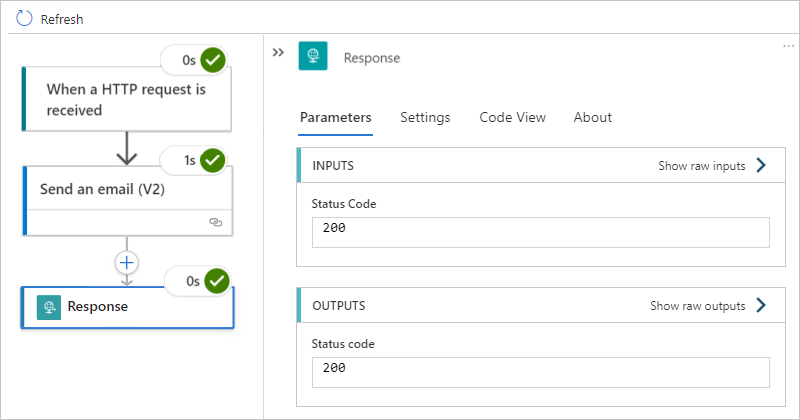 Refresh
0s
When a HTTP request is
received
1s
Send an email (V2)
0s
Response
Response
Parameters Settings Code View About
INPUTS Show raw inputs
Status Code
200
OUTPUTS Show raw outputs
Status code
200